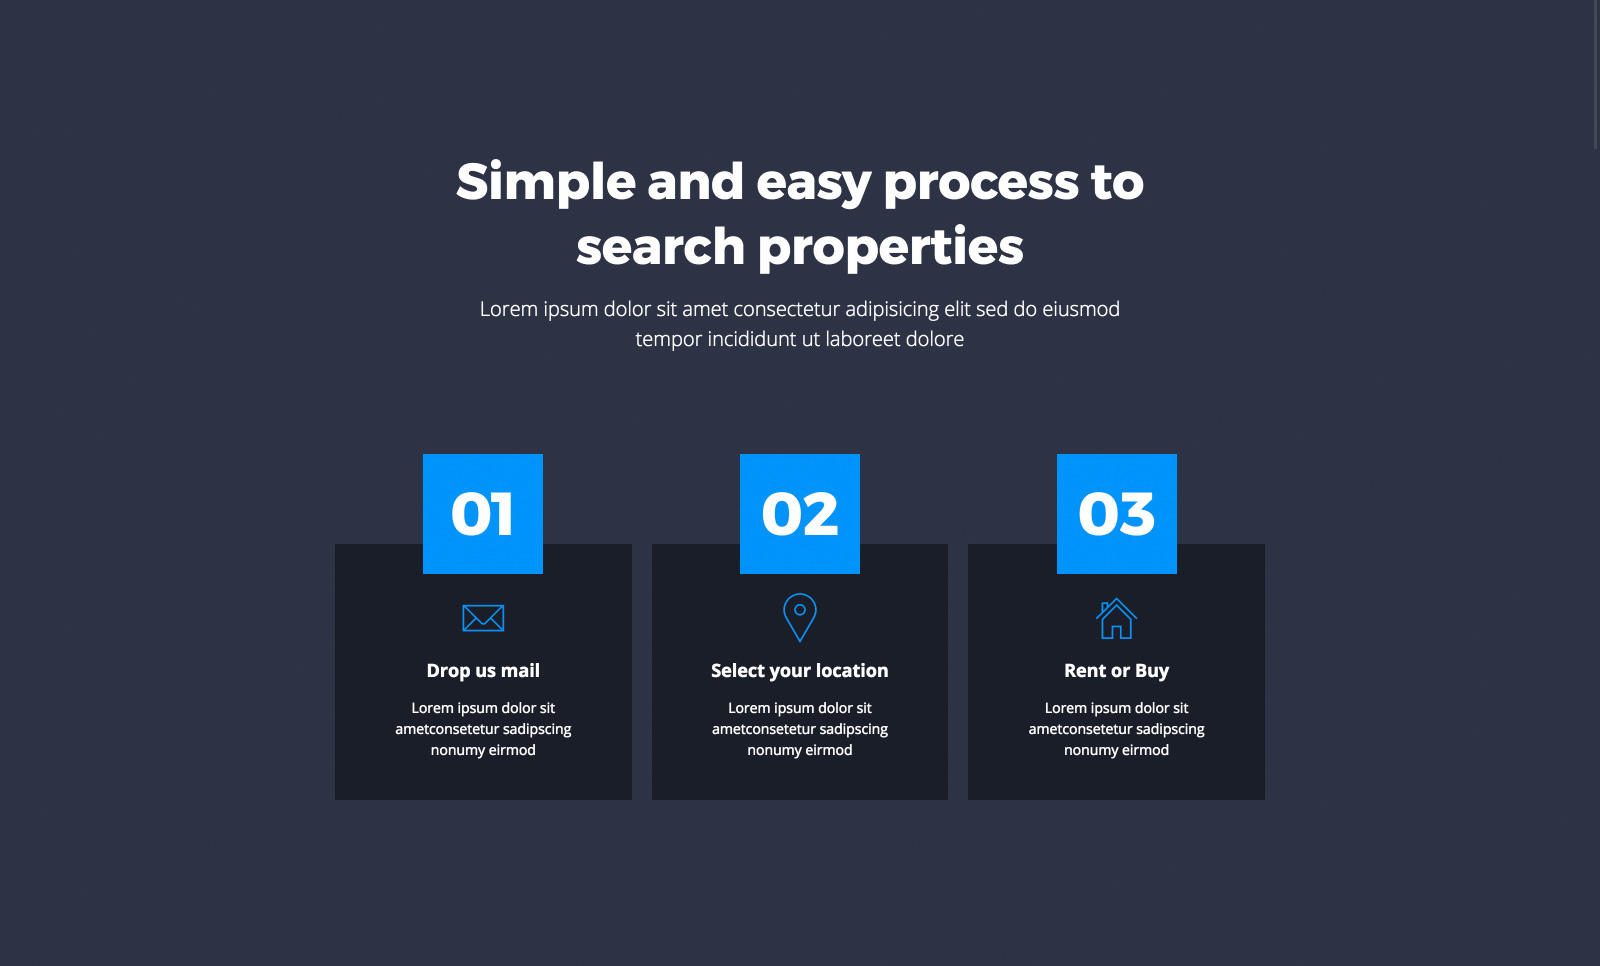 Simple and easy process to
search properties
Lorem ipsum dolor sit amet consectetur adipisicing elit sed do eiusmod
tempor incididunt ut laboreet dolore
01
Drop us mail
Lorem ipsum dolor sit
ametconsetetur sadipscing
nonumy eirmod
02
Select your location
Lorem ipsum dolor sit
ametconsetetur sadipscing
nonumy eirmod
03
Rent or Buy
Lorem ipsum dolor sit
ametconsetetur sadipscing
nonumy eirmod